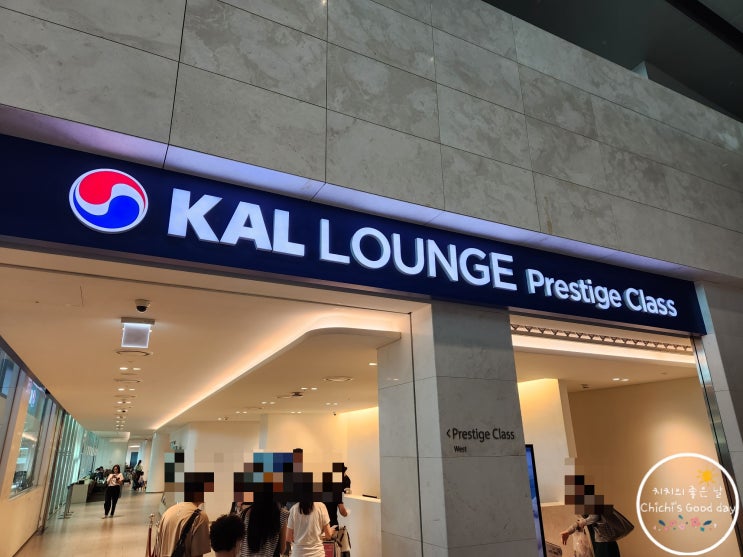 KAL LOUNGE Prestige Class
<Prestige Class
West
치치의 좋은 날
Chichi's Good day